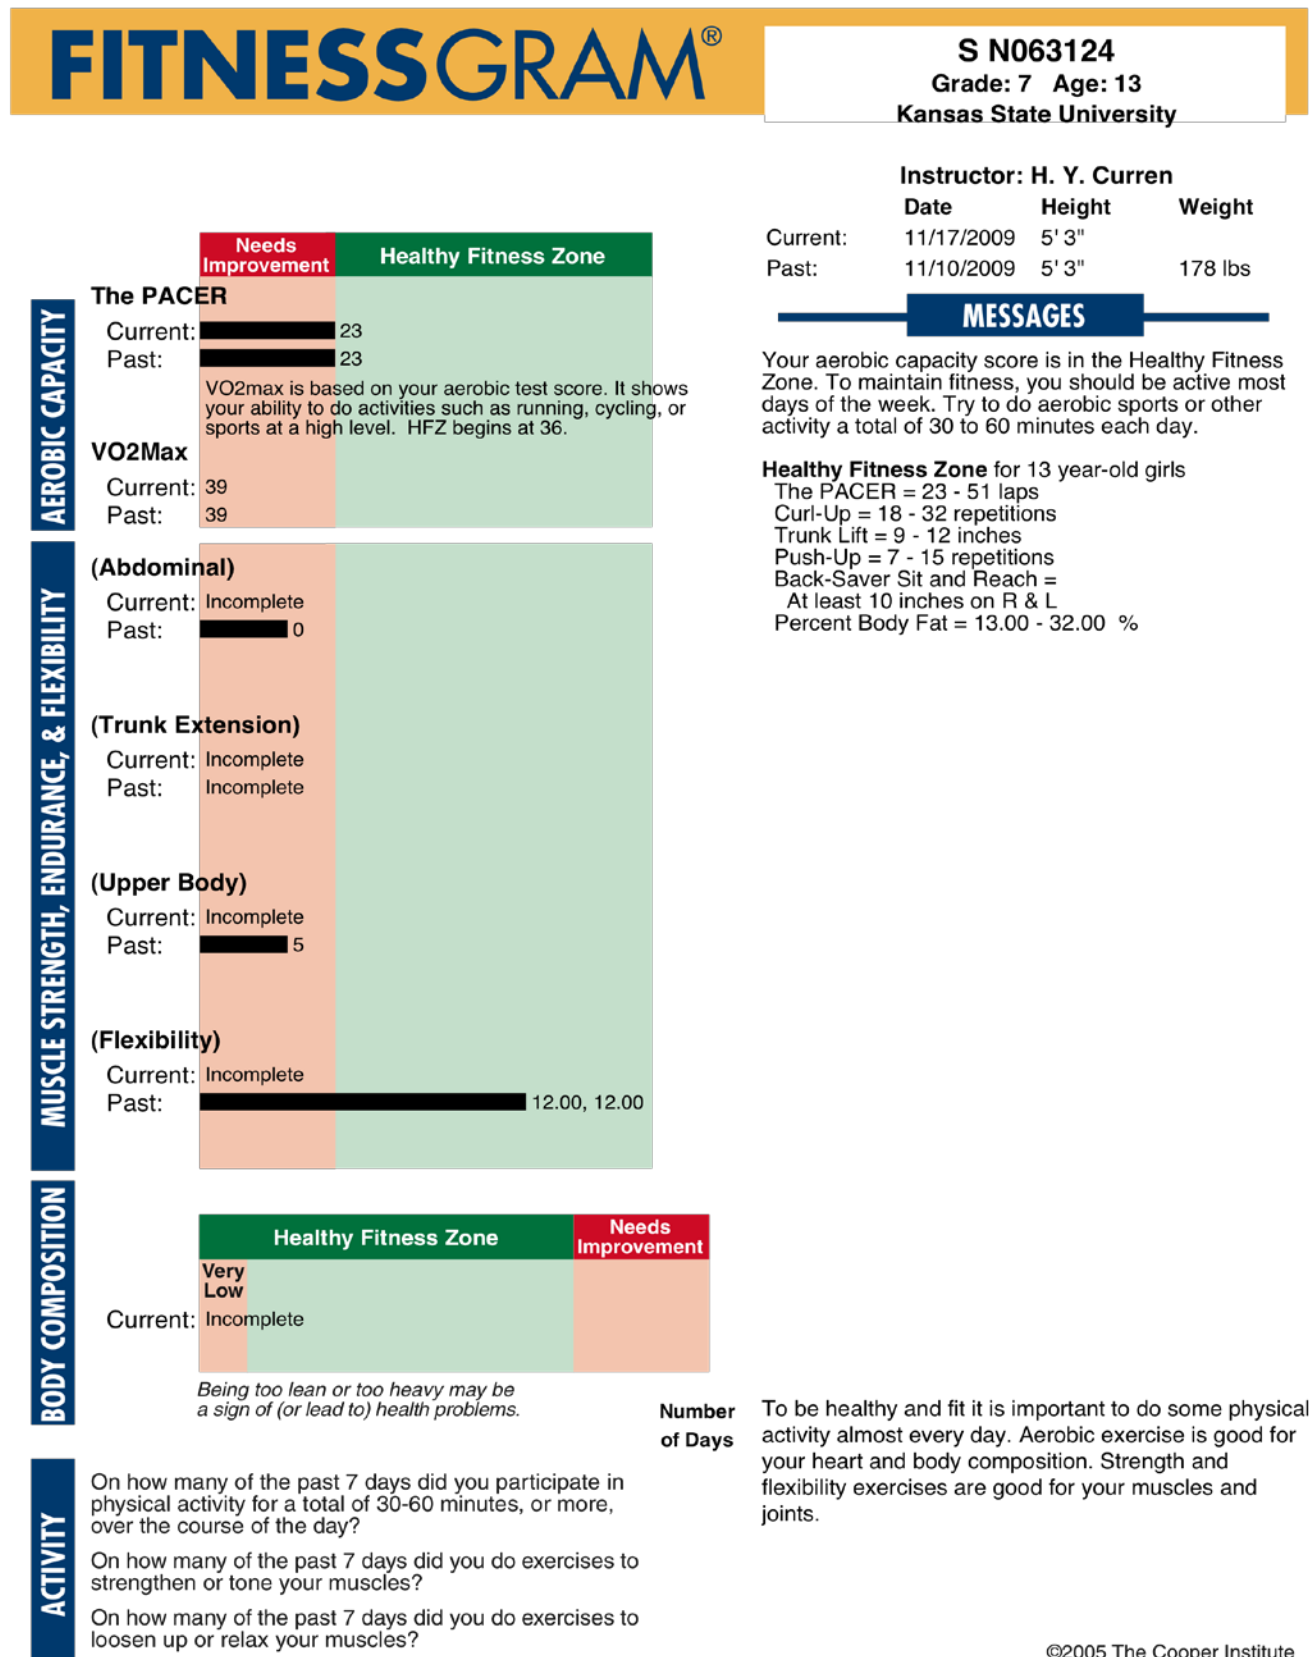 FITNESSGRAM®
S N063124
Grade: 7 Age: 13
Kansas State University
Instructor: H. Y. Curren
Date Height Weight
Current: 11/17/2009 5' 3"
Past: 11/10/2009 5' 3" 178 lbs
MESSAGES
Your aerobic capacity score is in the Healthy Fitness
Zone. To maintain fitness, you should be active most
days of the week. Try to do aerobic sports or other
activity a total of 30 to 60 minutes each day.
Healthy Fitness Zone for 13 year-old girls
The PACER = 23 - 51 laps
Curl-Up = 18 - 32 repetitions
Trunk Lift = 9 - 12 inches
Push-Up = 7 - 15 repetitions
Back-Saver Sit and Reach =
At least 10 inches on R & L
Percent Body Fat = 13.00 - 32.00 %
Needs
Improvement
Healthy Fitness Zone
AEROBIC CAPACITY
The PACER
Current: 23
Past: 23
VO2max is based on your aerobic test score. It shows
your ability to do activities such as running, cycling, or
sports at a high level. HFZ begins at 36.
VO2Max
Current: 39
Past: 39
MUSCLE STRENGTH, ENDURANCE, & FLEXIBILITY
(Abdominal)
Current: Incomplete
Past: 0
(Trunk Extension)
Current: Incomplete
Past: Incomplete
(Upper Body)
Current: Incomplete
Past: 5
(Flexibility)
Current: Incomplete
Past: 12.00, 12.00
BODY COMPOSITION
Healthy Fitness Zone
Needs
Improvement
Very
Low
Current: Incomplete
Being too lean or too heavy may be
a sign of (or lead to) health problems.
Number
of Days
ACTIVITY
On how many of the past 7 days did you participate in
physical activity for a total of 30-60 minutes, or more,
over the course of the day?
On how many of the past 7 days did you do exercises to
strengthen or tone your muscles?
On how many of the past 7 days did you do exercises to
loosen up or relax your muscles?
To be healthy and fit it is important to do some physical
activity almost every day. Aerobic exercise is good for
your heart and body composition. Strength and
flexibility exercises are good for your muscles and
joints.
©2005 The Cooper Institute